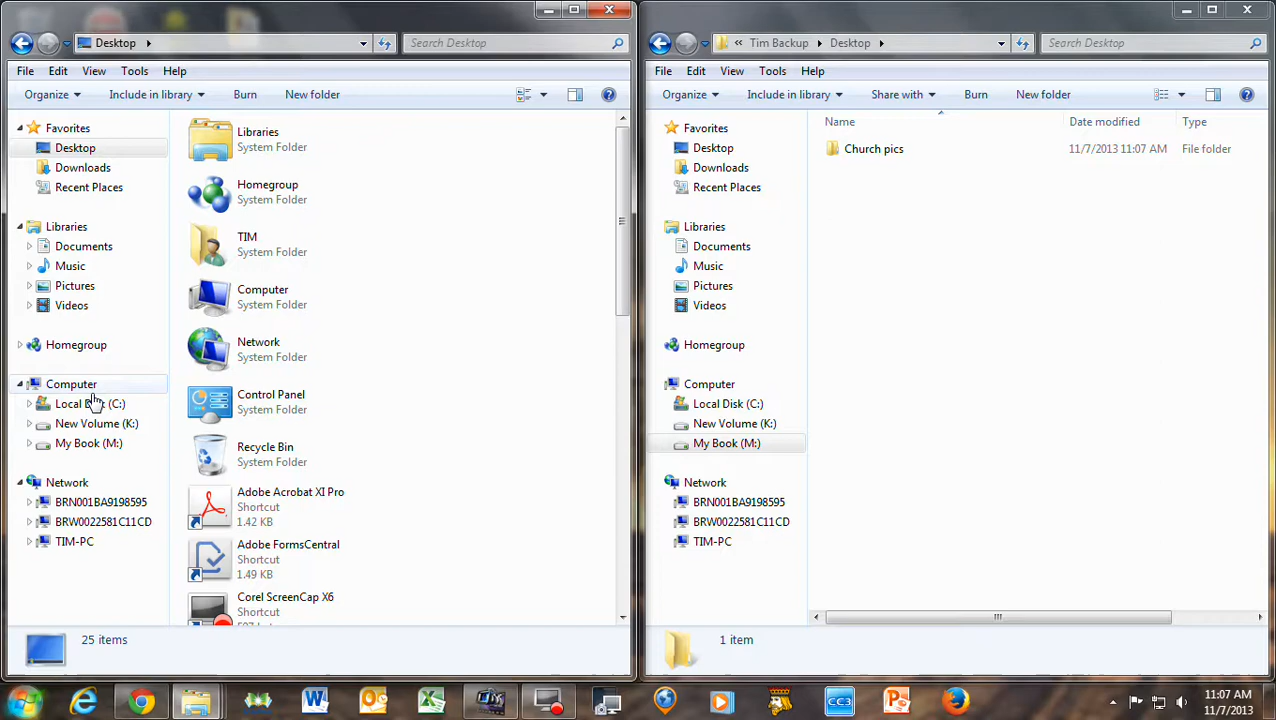 Desktop
Search Desktop
File Edit View Tools Help
Organize Include in library Burn New folder
Favorites
Desktop
Downloads
Recent Places
Libraries
Documents
Music
Pictures
Videos
Homegroup
Computer
Local Disk (C:)
New Volume (K:)
My Book (M:)
Network
BRN001BA9198595
BRW0022581C11CD
TIM-PC
Libraries
System Folder
Homegroup
System Folder
TIM
System Folder
Computer
System Folder
Network
System Folder
Control Panel
System Folder
Recycle Bin
System Folder
Adobe Acrobat XI Pro
Shortcut
1.42 KB
Adobe FormsCentral
Shortcut
1.49 KB
Corel ScreenCap X6
Shortcut
25 items
« Tim Backup Desktop
Search Desktop
File Edit View Tools Help
Organize Include in library Share with Burn New folder
Favorites
Desktop
Downloads
Recent Places
Libraries
Documents
Music
Pictures
Videos
Homegroup
Computer
Local Disk (C:)
New Volume (K:)
My Book (M:)
Network
BRN001BA9198595
BRW0022581C11CD
TIM-PC
Name Date modified Type
Church pics 11/7/2013 11:07 AM File folder
1 item
CC3
11:07 AM
11/7/2013